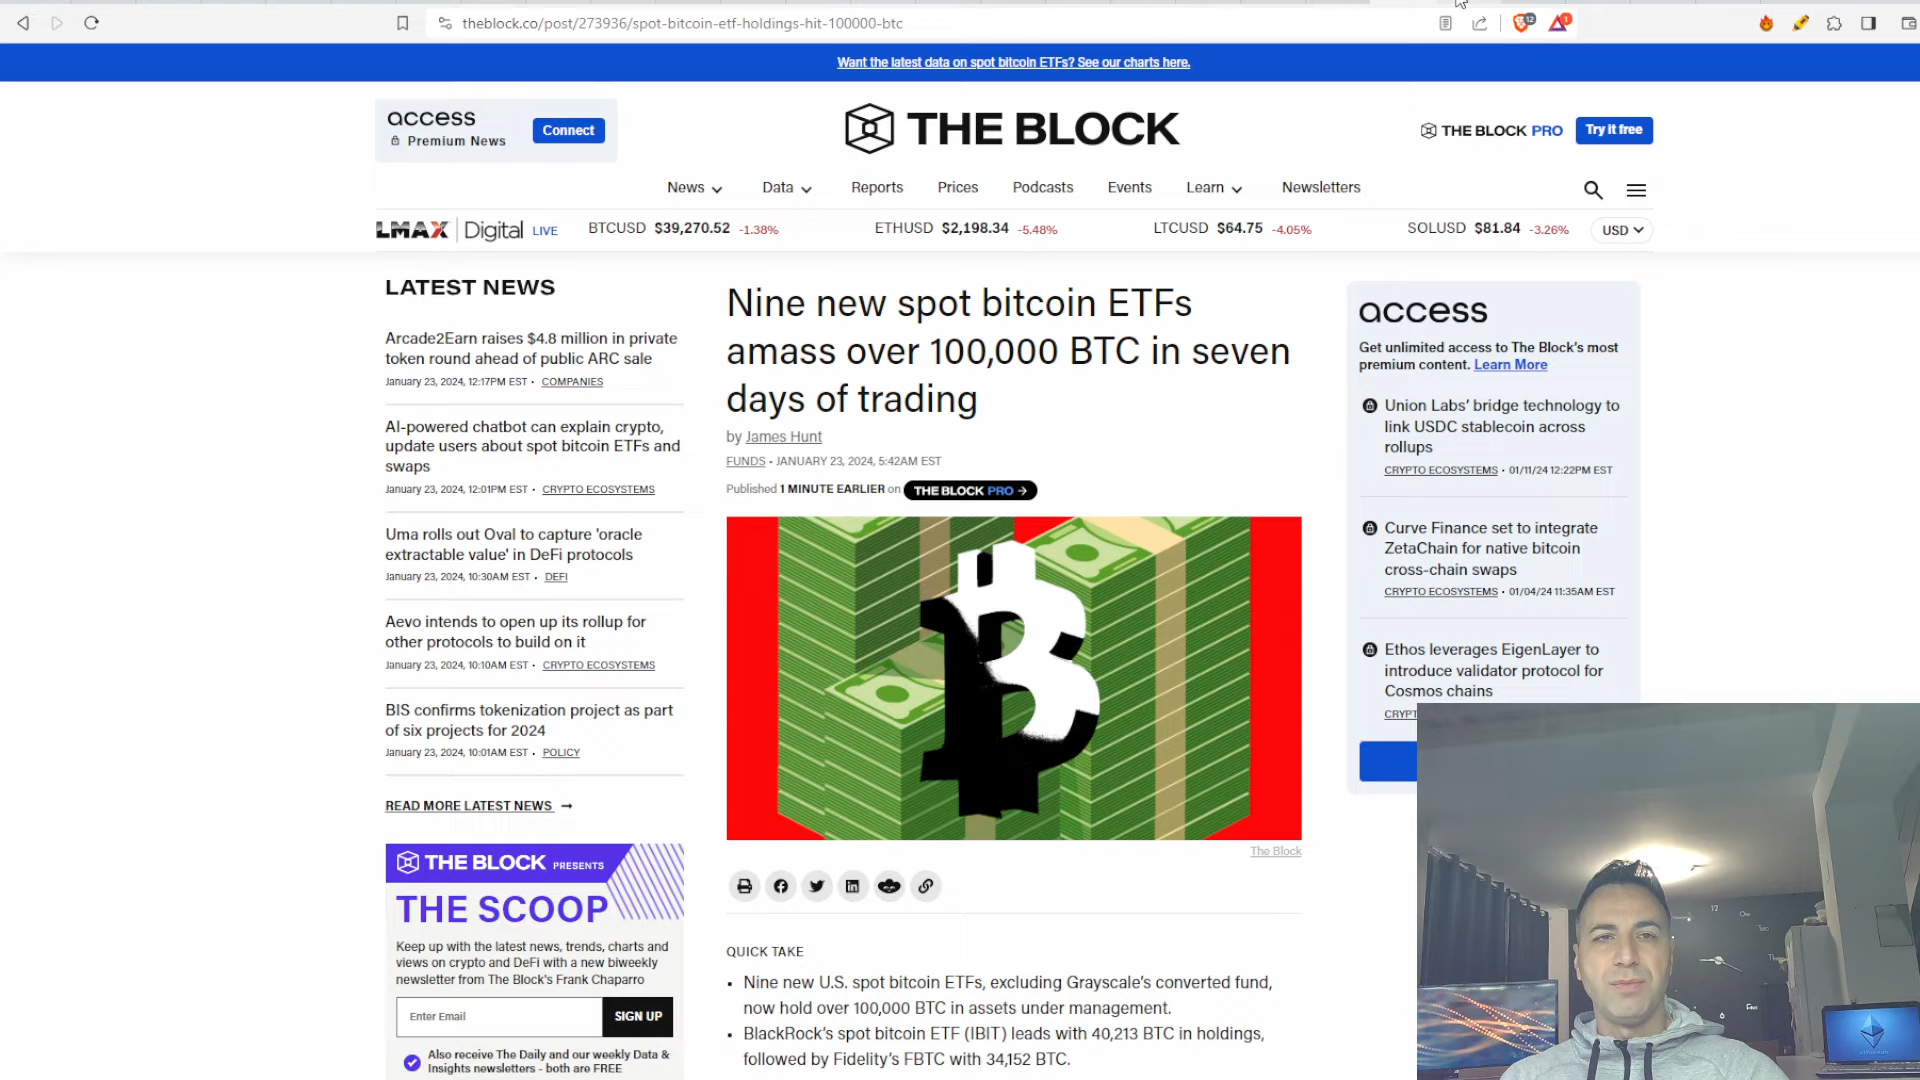 theblock.co/post/273936/spot-bitcoin-etf-holdings-hit-100000-btc
12
1
Want the latest data on spot bitcoin ETFs? See our charts here.
access
Premium News
Connect
THE BLOCK
THE BLOCK PRO
Try it free
News
Data
Reports
Prices
Podcasts
Events
Learn
Newsletters
LMAX Digital LIVE
BTCUSD $39,270.52 -1.38%
ETHUSD $2,198.34 -5.48%
LTCUSD $64.75 -4.05%
SOLUSD $81.84 -3.26%
USD
LATEST NEWS
Arcade2Earn raises $4.8 million in private
token round ahead of public ARC sale
January 23, 2024, 12:17PM EST • COMPANIES
AI-powered chatbot can explain crypto,
update users about spot bitcoin ETFs and
swaps
January 23, 2024, 12:01PM EST • CRYPTO ECOSYSTEMS
Uma rolls out Oval to capture 'oracle
extractable value' in DeFi protocols
January 23, 2024, 10:30AM EST • DEFI
Aevo intends to open up its rollup for
other protocols to build on it
January 23, 2024, 10:10AM EST • CRYPTO ECOSYSTEMS
BIS confirms tokenization project as part
of six projects for 2024
January 23, 2024, 10:01AM EST • POLICY
READ MORE LATEST NEWS →
THE BLOCK PRESENTS
THE SCOOP
Keep up with the latest news, trends, charts and
views on crypto and DeFi with a new biweekly
newsletter from The Block's Frank Chaparro
Enter Email
SIGN UP
Also receive The Daily and our weekly Data &
Insights newsletters - both are FREE
Nine new spot bitcoin ETFs
amass over 100,000 BTC in seven
days of trading
by James Hunt
FUNDS • JANUARY 23, 2024, 5:42AM EST
Published 1 MINUTE EARLIER on THE BLOCK PRO →
The Block
QUICK TAKE
• Nine new U.S. spot bitcoin ETFs, excluding Grayscale's converted fund,
now hold over 100,000 BTC in assets under management.
• BlackRock's spot bitcoin ETF (IBIT) leads with 40,213 BTC in holdings,
followed by Fidelity's FBTC with 34,152 BTC.
access
Get unlimited access to The Block's most
premium content. Learn More
Union Labs' bridge technology to
link USDC stablecoin across
rollups
CRYPTO ECOSYSTEMS • 01/11/24 12:22PM EST
Curve Finance set to integrate
ZetaChain for native bitcoin
cross-chain swaps
CRYPTO ECOSYSTEMS • 01/04/24 11:35AM EST
Ethos leverages EigenLayer to
introduce validator protocol for
Cosmos chains
CRYPT
12